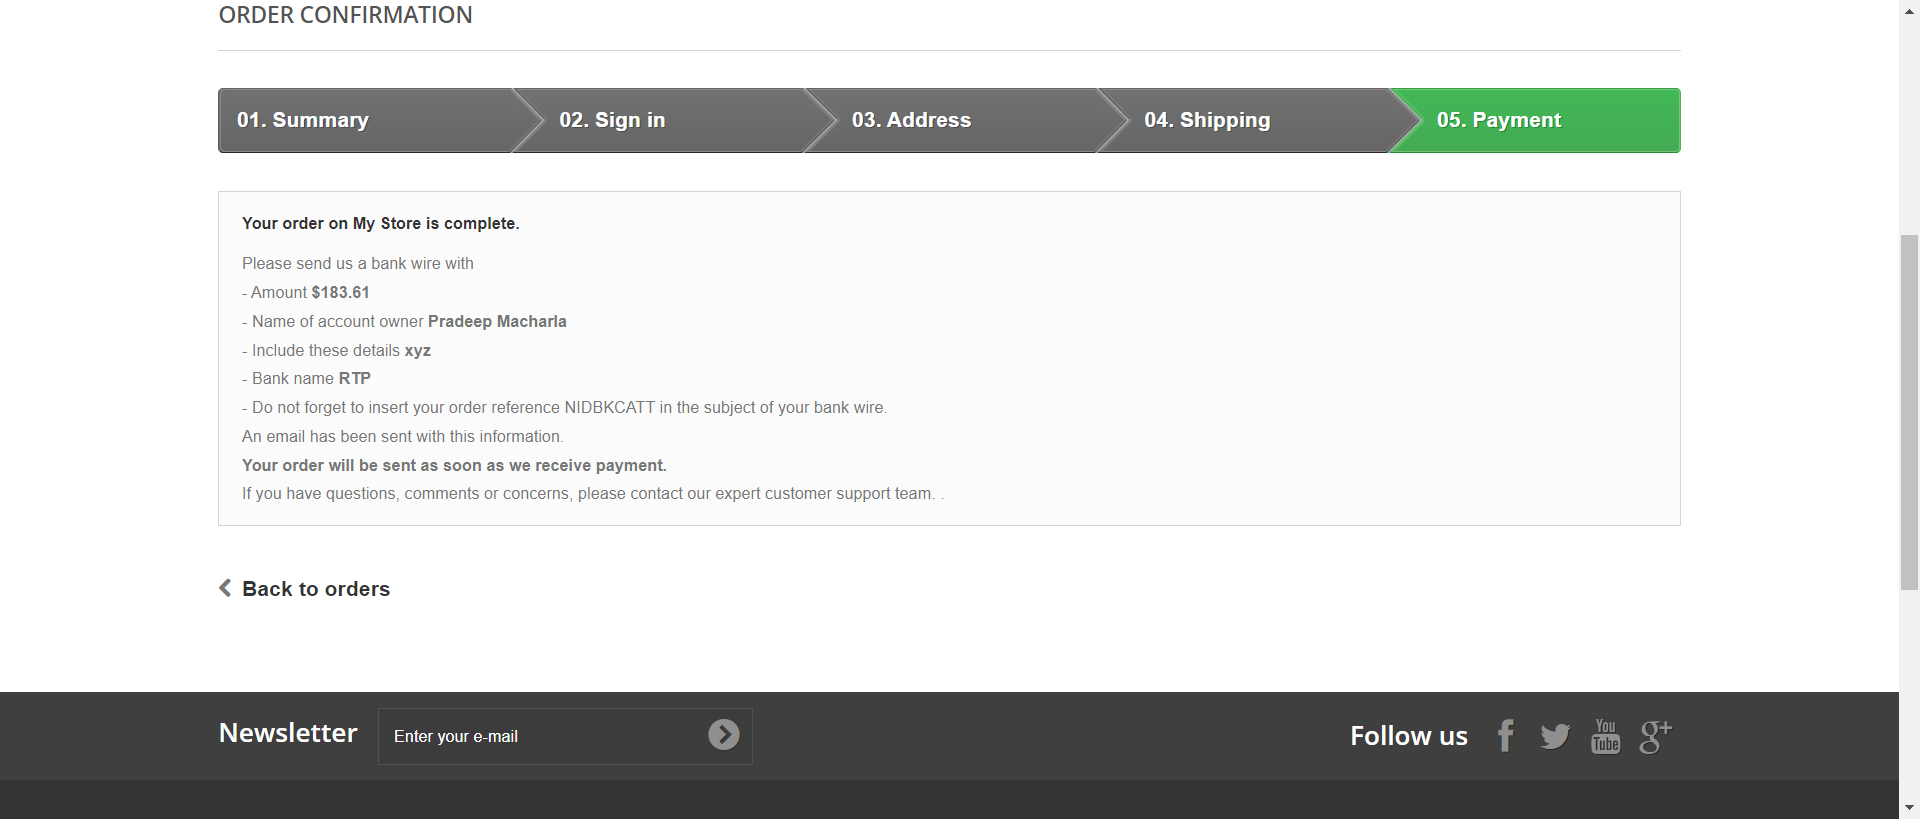 ORDER CONFIRMATION
01. Summary
02. Sign in
03. Address
04. Shipping
05. Payment
Your order on My Store is complete.
Please send us a bank wire with
- Amount $183.61
- Name of account owner Pradeep Macharla
- Include these details xyz
- Bank name RTP
- Do not forget to insert your order reference NIDBKCATT in the subject of your bank wire.
An email has been sent with this information.
Your order will be sent as soon as we receive payment.
If you have questions, comments or concerns, please contact our expert customer support team. .
Back to orders
Newsletter
Enter your e-mail
Follow us
f
You
Tube
g+